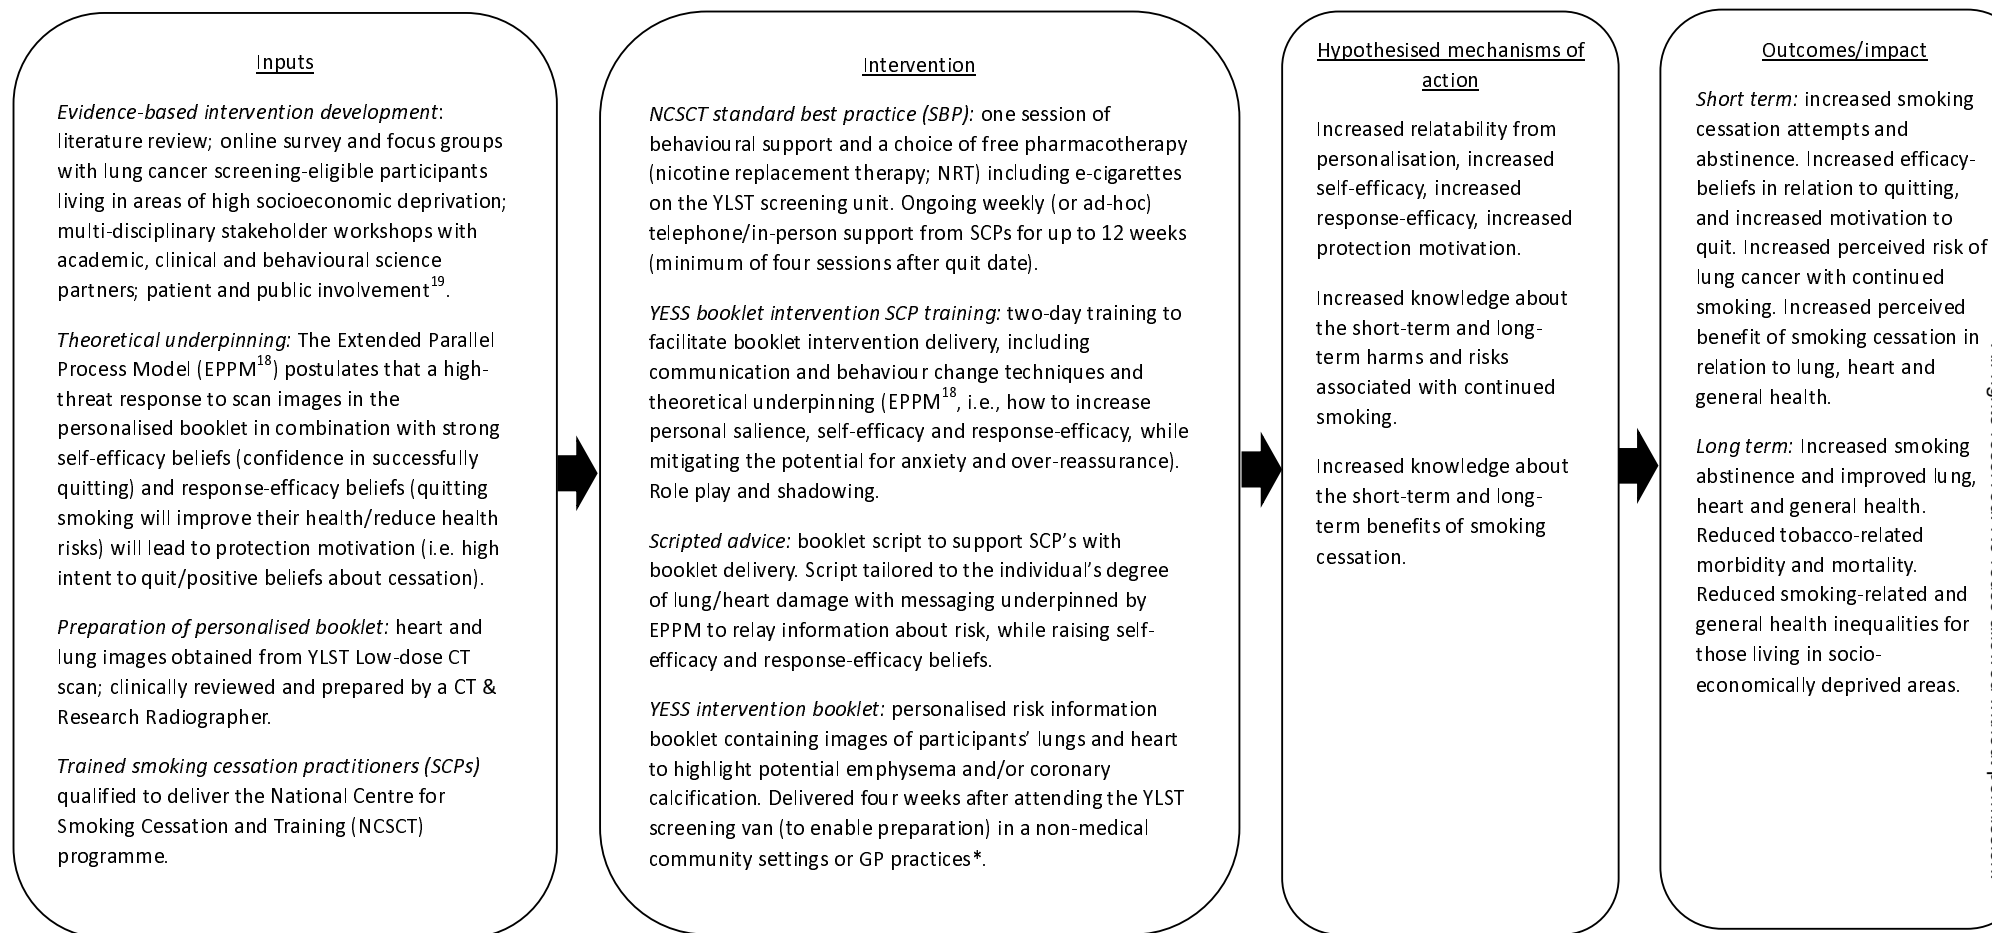 Inputs
Evidence-based intervention development:
literature review; online survey and focus groups
with lung cancer screening-eligible participants
living in areas of high socioeconomic deprivation;
multi-disciplinary stakeholder workshops with
academic, clinical and behavioural science
partners; patient and public involvement19.
Theoretical underpinning: The Extended Parallel
Process Model (EPPM18) postulates that a high-
threat response to scan images in the
personalised booklet in combination with strong
self-efficacy beliefs (confidence in successfully
quitting) and response-efficacy beliefs (quitting
smoking will improve their health/reduce health
risks) will lead to protection motivation (i.e. high
intent to quit/positive beliefs about cessation).
Preparation of personalised booklet: heart and
lung images obtained from YLST Low-dose CT
scan; clinically reviewed and prepared by a CT &
Research Radiographer.
Trained smoking cessation practitioners (SCPs)
qualified to deliver the National Centre for
Smoking Cessation and Training (NCSCT)
programme.
Intervention
NCSCT standard best practice (SBP): one session of
behavioural support and a choice of free pharmacotherapy
(nicotine replacement therapy; NRT) including e-cigarettes
on the YLST screening unit. Ongoing weekly (or ad-hoc)
telephone/in-person support from SCPs for up to 12 weeks
(minimum of four sessions after quit date).
YESS booklet intervention SCP training: two-day training to
facilitate booklet intervention delivery, including
communication and behaviour change techniques and
theoretical underpinning (EPPM18, i.e., how to increase
personal salience, self-efficacy and response-efficacy, while
mitigating the potential for anxiety and over-reassurance).
Role play and shadowing.
Scripted advice: booklet script to support SCP's with
booklet delivery. Script tailored to the individual's degree
of lung/heart damage with messaging underpinned by
EPPM to relay information about risk, while raising self-
efficacy and response-efficacy beliefs.
YESS intervention booklet: personalised risk information
booklet containing images of participants' lungs and heart
to highlight potential emphysema and/or coronary
calcification. Delivered four weeks after attending the YLST
screening van (to enable preparation) in a non-medical
community settings or GP practices*.
Hypothesised mechanisms of
action
Increased relatability from
personalisation, increased
self-efficacy, increased
response-efficacy, increased
protection motivation.
Increased knowledge about
the short-term and long-
term harms and risks
associated with continued
smoking.
Increased knowledge about
the short-term and long-
term benefits of smoking
cessation.
Outcomes/impact
Short term: increased smoking
cessation attempts and
abstinence. Increased efficacy-
beliefs in relation to quitting,
and increased motivation to
quit. Increased perceived risk of
lung cancer with continued
smoking. Increased perceived
benefit of smoking cessation in
relation to lung, heart and
general health.
Long term: Increased smoking
abstinence and improved lung,
heart and general health.
Reduced tobacco-related
morbidity and mortality.
Reduced smoking-related and
general health inequalities for
those living in socio-
economically deprived areas.